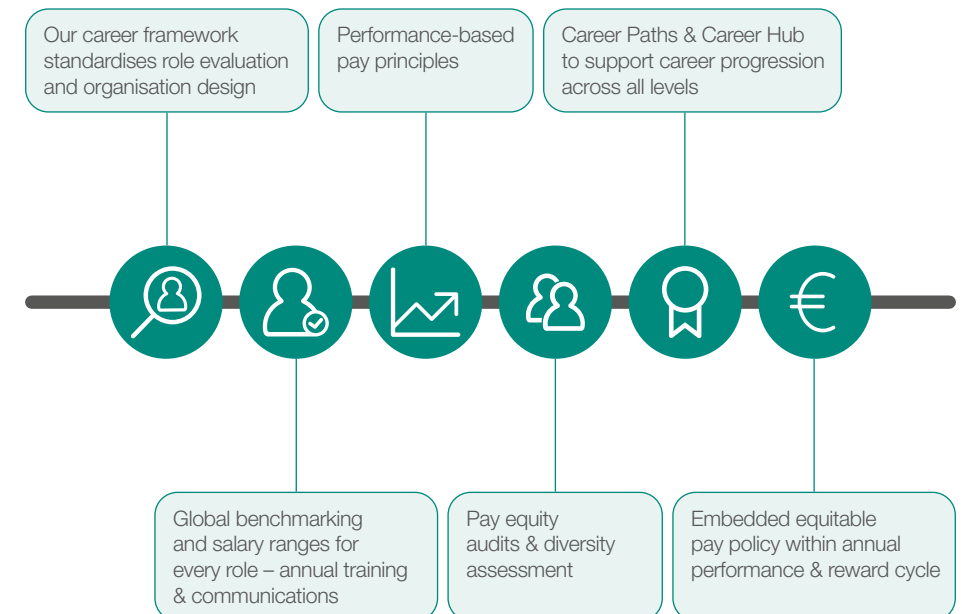 Our career framework
standardises role evaluation
and organisation design
Performance-based
pay principles
Career Paths & Career Hub
to support career progression
across all levels
€
Global benchmarking
and salary ranges for
every role – annual training
& communications
Pay equity
audits & diversity
assessment
Embedded equitable
pay policy within annual
performance & reward cycle